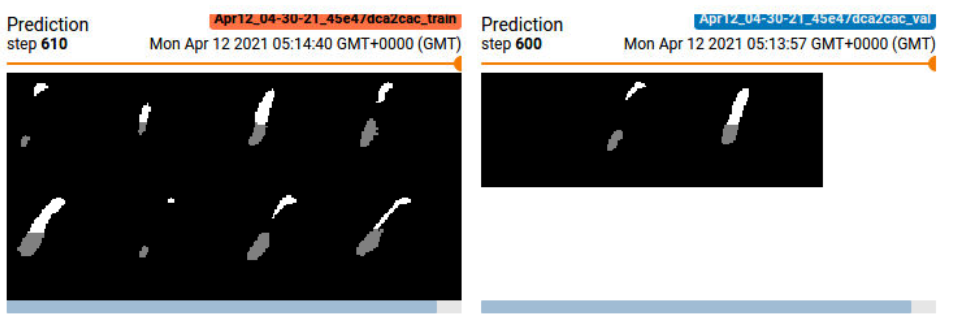 Apr12_04-30-21_45e47dca2cac_train
Prediction
step 610
Mon Apr 12 2021 05:14:40 GMT+0000 (GMT)
Apr12_04-30-21_45e47dca2cac_val
Prediction
step 600
Mon Apr 12 2021 05:13:57 GMT+0000 (GMT)